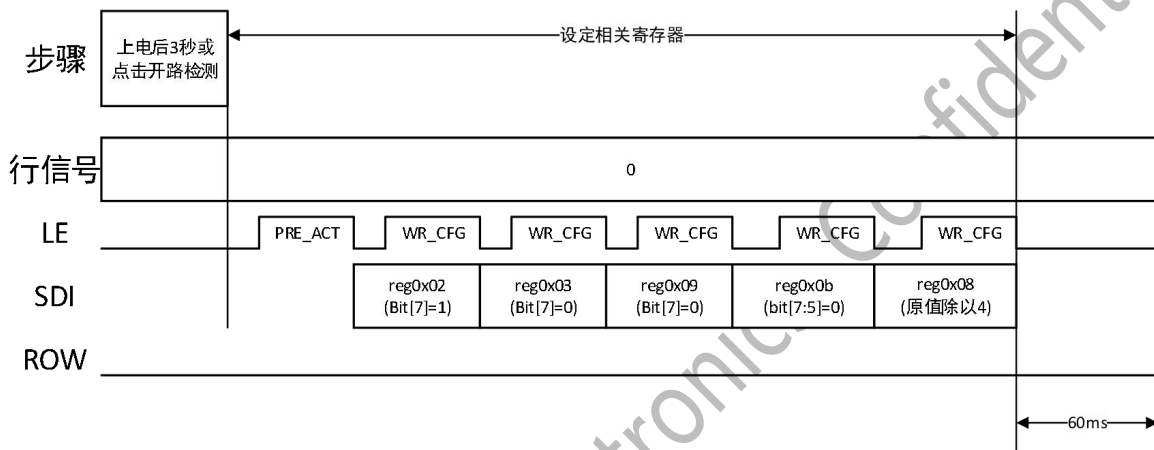 步骤
上电后3秒或
点击开路检测
设定相关寄存器
行信号
0
LE
PRE_ACT
WR_CFG
WR_CFG
WR_CFG
WR_CFG
WR_CFG
SDI
reg0x02
(Bit[7]=1)
reg0x03
(Bit[7]=0)
reg0x09
(Bit[7]=0)
reg0x0b
(bit[7:5]=0)
reg0x08
(原值除以4)
ROW
60ms